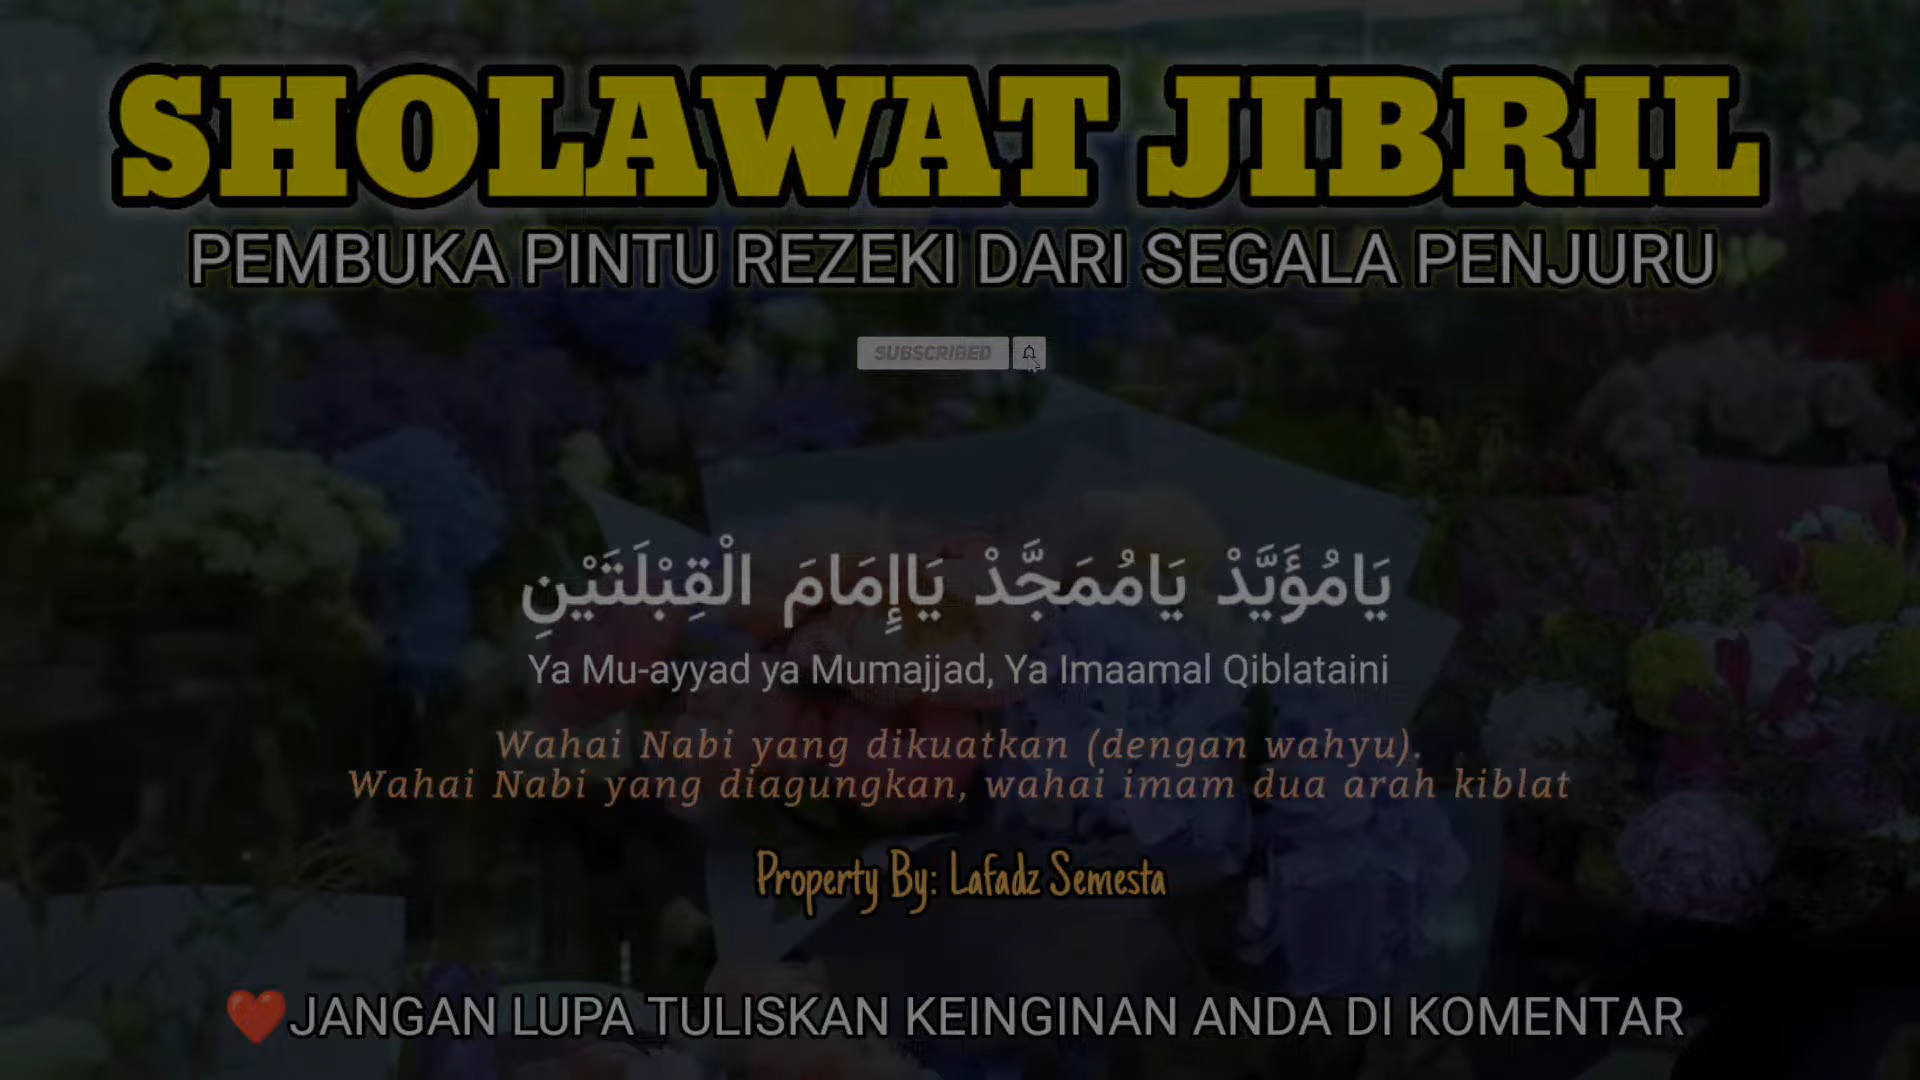 SHOLAWAT JIBRIL
PEMBUKA PINTU REZEKI DARI SEGALA PENJURU
SUBSCRIBED
يَامُؤَيَّدْ يَامُمَجَّدْ يَاإِمَامَ الْقِبْلَتَيْنِ
Ya Mu-ayyad ya Mumajjad, Ya Imaamal Qiblataini
Wahai Nabi yang dikuatkan (dengan wahyu).
Wahai Nabi yang diagungkan, wahai imam dua arah kiblat
Property By: Lafadz Semesta
❤️JANGAN LUPA TULISKAN KEINGINAN ANDA DI KOMENTAR